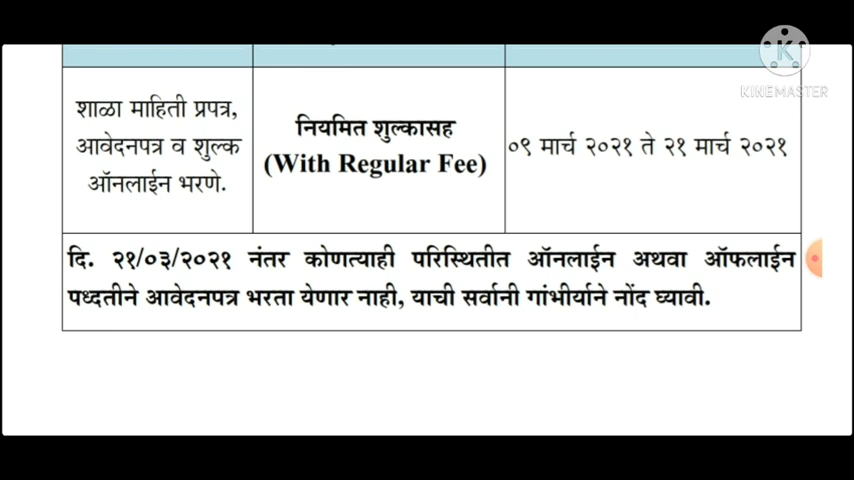 शाळा माहिती प्रपत्र,
आवेदनपत्र व शुल्क
ऑनलाईन भरणे.
नियमित शुल्कासह
(With Regular Fee)
०९ मार्च २०२१ ते २१ मार्च २०२१
दि. २१/०३/२०२१ नंतर कोणत्याही परिस्थितीत ऑनलाईन अथवा ऑफलाईन
पध्दतीने आवेदनपत्र भरता येणार नाही, याची सर्वानी गांभीर्याने नोंद घ्यावी.
K
KINEMASTER